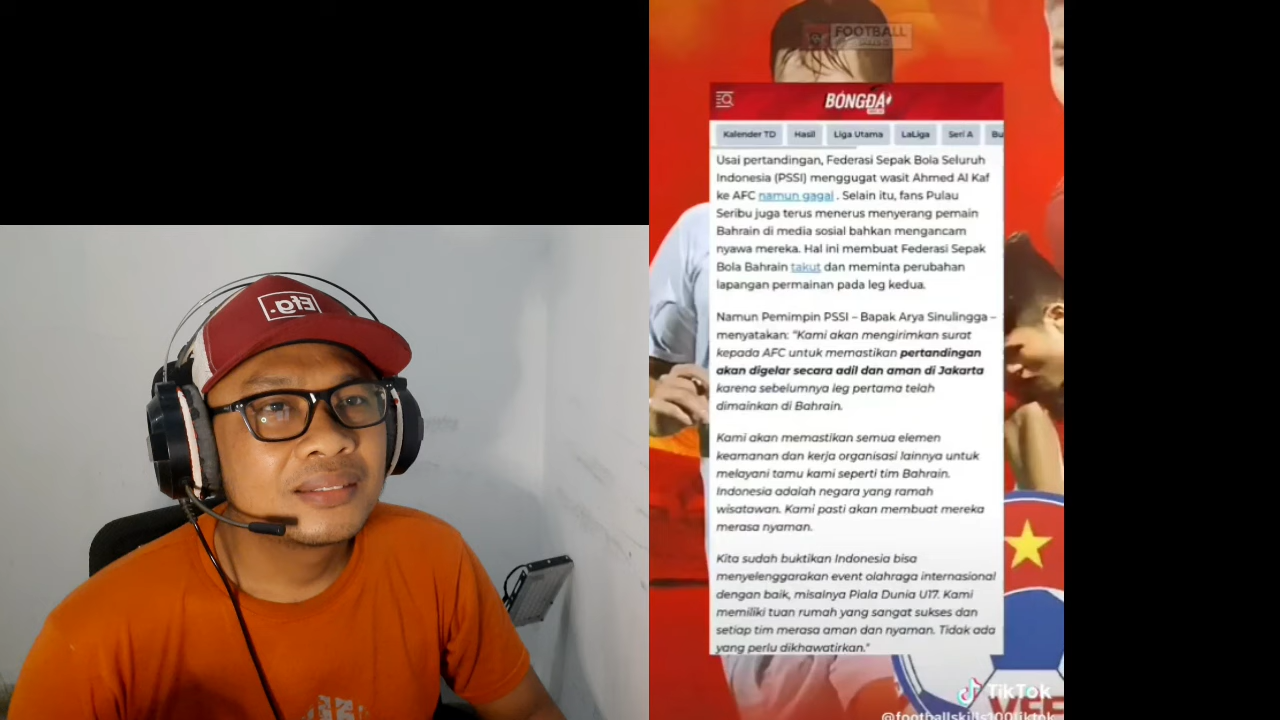 Efg.
FOOTBALL
BÓNGĐÁ
Kalender TD Hasil Liga Utama LaLiga Seri A Bu
Usai pertandingan, Federasi Sepak Bola Seluruh
Indonesia (PSSI) menggugat wasit Ahmed Al Kaf
ke AFC namun gagal . Selain itu, fans Pulau
Seribu juga terus menerus menyerang pemain
Bahrain di media sosial bahkan mengancam
nyawa mereka. Hal ini membuat Federasi Sepak
Bola Bahrain takut dan meminta perubahan
lapangan permainan pada leg kedua.
Namun Pemimpin PSSI – Bapak Arya Sinulingga –
menyatakan: "Kami akan mengirimkan surat
kepada AFC untuk memastikan pertandingan
akan digelar secara adil dan aman di Jakarta
karena sebelumnya leg pertama telah
dimainkan di Bahrain.
Kami akan memastikan semua elemen
keamanan dan kerja organisasi lainnya untuk
melayani tamu kami seperti tim Bahrain.
Indonesia adalah negara yang ramah
wisatawan. Kami pasti akan membuat mereka
merasa nyaman.
Kita sudah buktikan Indonesia bisa
menyelenggarakan event olahraga internasional
dengan baik, misalnya Piala Dunia U17. Kami
memiliki tuan rumah yang sangat sukses dan
setiap tim merasa aman dan nyaman. Tidak ada
yang perlu dikhawatirkan."
TikTok
@footballskills100liktok